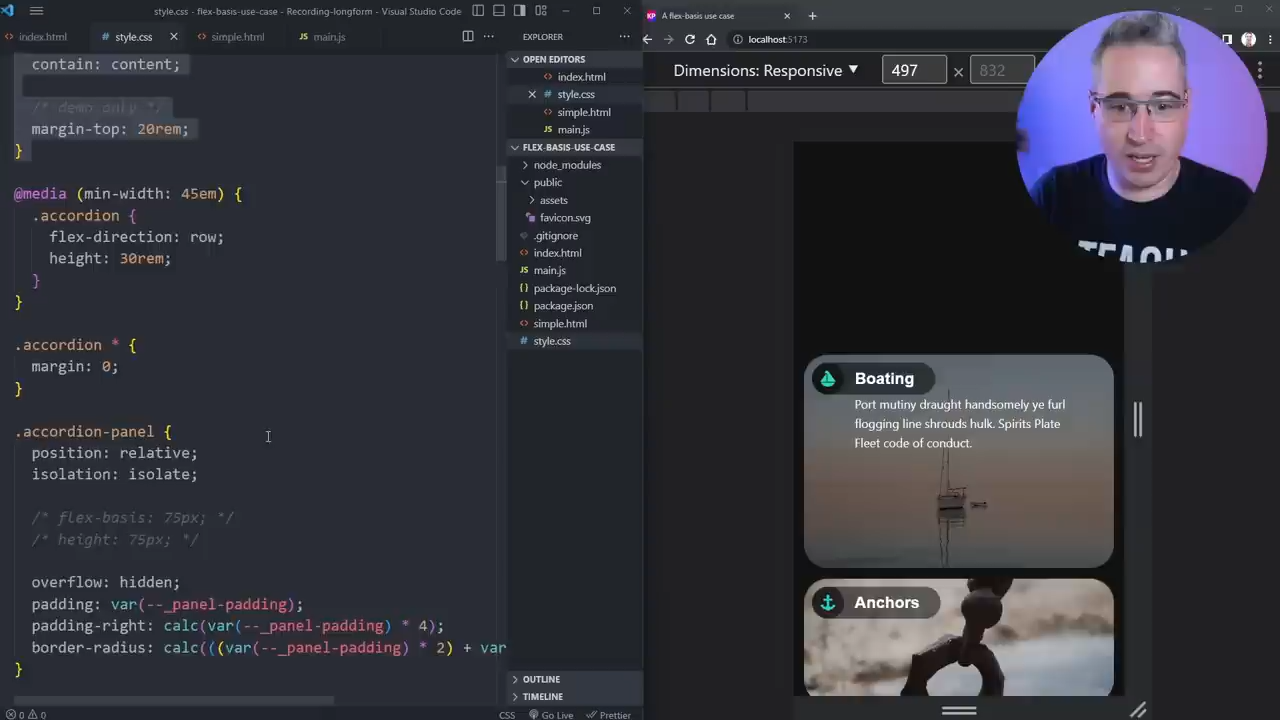 style.css - flex-basis-use-case - Recording-longform - Visual Studio Code
index.html
style.css
simple.html
main.js
contain: content;
/* demo only */
margin-top: 20rem;
}
@media (min-width: 45em) {
.accordion {
flex-direction: row;
height: 30rem;
}
}
.accordion * {
margin: 0;
}
.accordion-panel {
position: relative;
isolation: isolate;
/* flex-basis: 75px; */
/* height: 75px; */
overflow: hidden;
padding: var(--_panel-padding);
padding-right: calc(var(--_panel-padding) * 4);
border-radius: calc(((var(--_panel-padding) * 2) + var
}
0
0
CSS
Go Live
Prettier
EXPLORER
OPEN EDITORS
index.html
style.css
simple.html
main.js
FLEX-BASIS-USE-CASE
node_modules
public
assets
favicon.svg
.gitignore
index.html
main.js
package-lock.json
package.json
simple.html
style.css
OUTLINE
TIMELINE
KP
A flex-basis use case
localhost:5173
Dimensions: Responsive
497
×
832
Boating
Port mutiny draught handsomely ye furl
flogging line shrouds hulk. Spirits Plate
Fleet code of conduct.
Anchors
TEACH